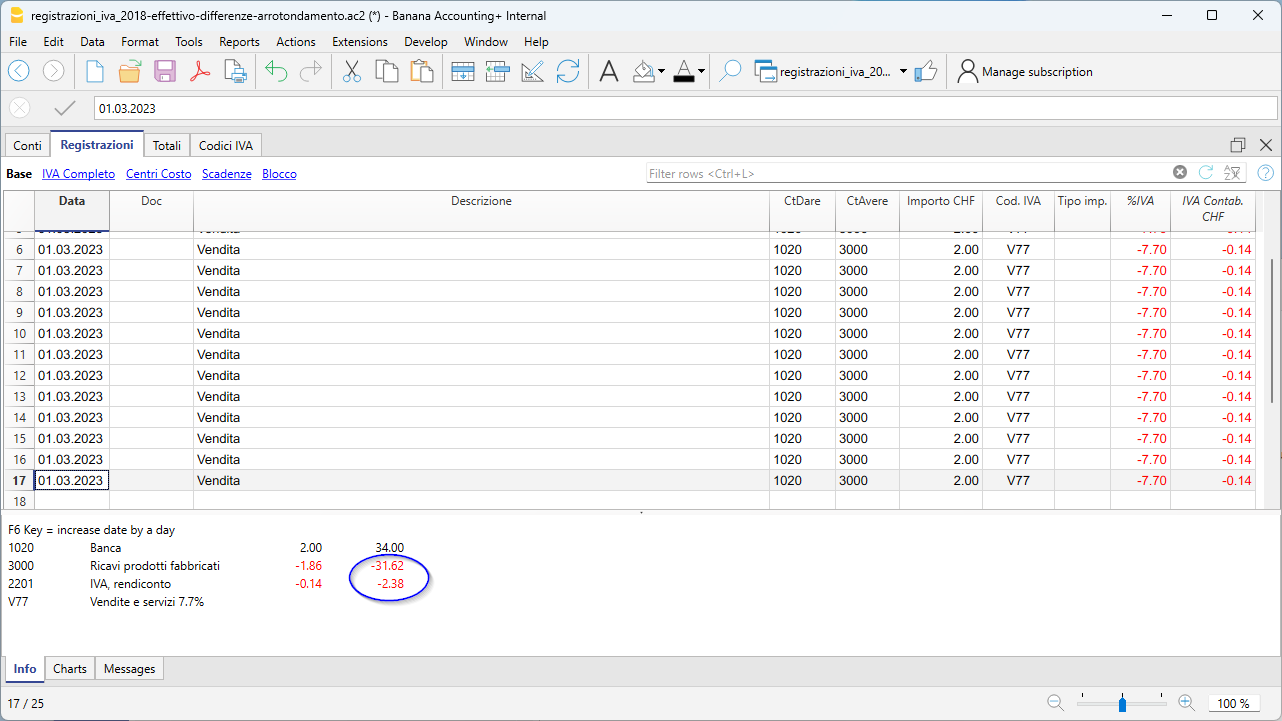 registrazioni_iva_2018-effettivo-differenze-arrotondamento.ac2 (*) - Banana Accounting+ Internal
File Edit Data Format Tools Reports Actions Extensions Develop Window Help
registrazioni_iva_20... Manage subscription
01.03.2023
Conti Registrazioni Totali Codici IVA
Base IVA Completo Centri Costo Scadenze Blocco Filter rows <Ctrl+L>
Data Doc Descrizione CtDare CtAvere Importo CHF Cod. IVA Tipo imp. %IVA IVA Contab.
CHF
6 01.03.2023 Vendita 1020 3000 2.00 V77 -7.70 -0.14
7 01.03.2023 Vendita 1020 3000 2.00 V77 -7.70 -0.14
8 01.03.2023 Vendita 1020 3000 2.00 V77 -7.70 -0.14
9 01.03.2023 Vendita 1020 3000 2.00 V77 -7.70 -0.14
10 01.03.2023 Vendita 1020 3000 2.00 V77 -7.70 -0.14
11 01.03.2023 Vendita 1020 3000 2.00 V77 -7.70 -0.14
12 01.03.2023 Vendita 1020 3000 2.00 V77 -7.70 -0.14
13 01.03.2023 Vendita 1020 3000 2.00 V77 -7.70 -0.14
14 01.03.2023 Vendita 1020 3000 2.00 V77 -7.70 -0.14
15 01.03.2023 Vendita 1020 3000 2.00 V77 -7.70 -0.14
16 01.03.2023 Vendita 1020 3000 2.00 V77 -7.70 -0.14
17 01.03.2023 Vendita 1020 3000 2.00 V77 -7.70 -0.14
18
F6 Key = increase date by a day
1020 Banca 2.00 34.00
3000 Ricavi prodotti fabbricati -1.86 -31.62
2201 IVA, rendiconto -0.14 -2.38
V77 Vendite e servizi 7.7%
Info Charts Messages
17 / 25 100 %